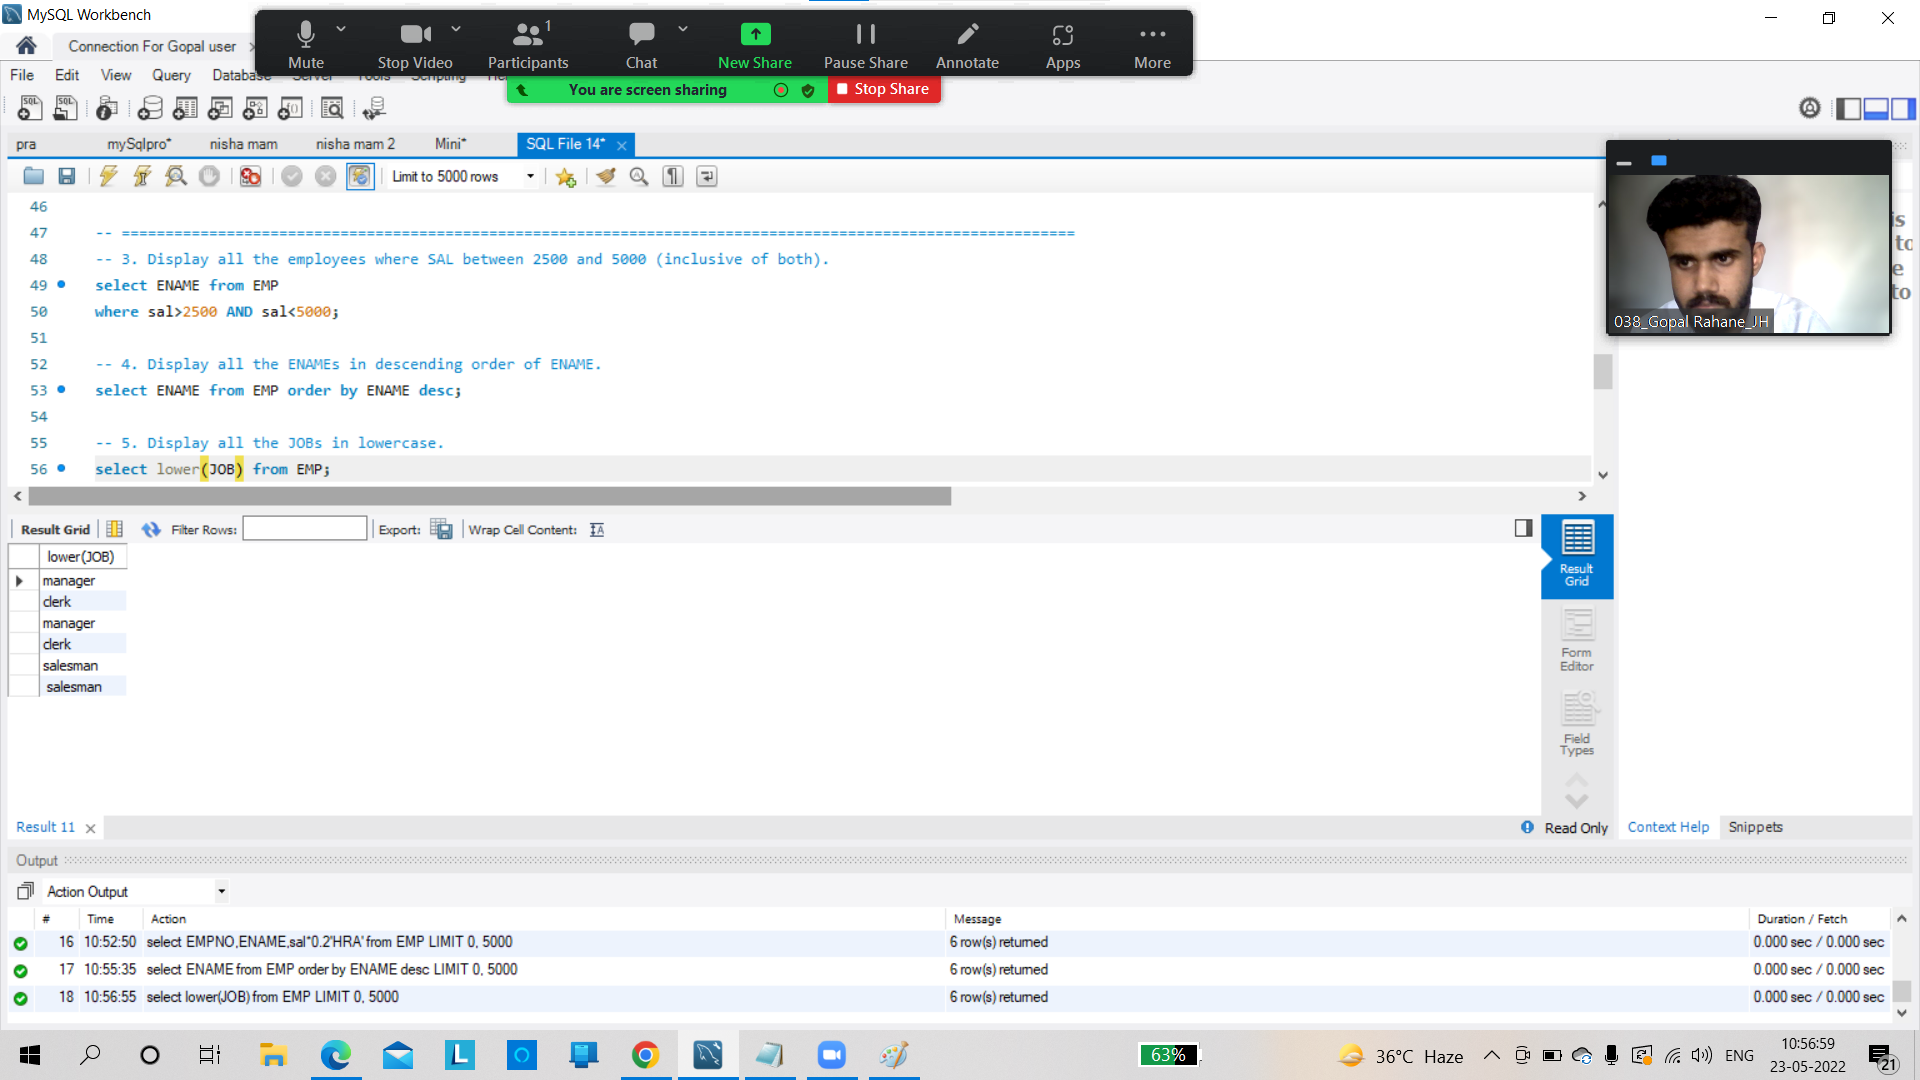 MySQL Workbench
Connection For Gopal user
Mute
Stop Video
1
Participants
Chat
New Share
Pause Share
Annotate
Apps
More
You are screen sharing
Stop Share
File Edit View Query Database
pra mySqlpro* nisha mam nisha mam 2 Mini* SQL File 14*
Limit to 5000 rows
46
47 -- =============================================================================================================
48 -- 3. Display all the employees where SAL between 2500 and 5000 (inclusive of both).
49 select ENAME from EMP
50 where sal>2500 AND sal<5000;
51
52 -- 4. Display all the ENAMEs in descending order of ENAME.
53 select ENAME from EMP order by ENAME desc;
54
55 -- 5. Display all the JOBs in lowercase.
56 select lower(JOB) from EMP;
038_Gopal Rahane_JH
Result Grid Filter Rows: Export: Wrap Cell Content:
lower(JOB)
manager
clerk
manager
clerk
salesman
salesman
Result
Grid
Form
Editor
Field
Types
Result 11
Read Only
Context Help Snippets
Output
Action Output
# Time Action Message Duration / Fetch
16 10:52:50 select EMPNO,ENAME,sal*0.2'HRA' from EMP LIMIT 0, 5000 6 row(s) returned 0.000 sec / 0.000 sec
17 10:55:35 select ENAME from EMP order by ENAME desc LIMIT 0, 5000 6 row(s) returned 0.000 sec / 0.000 sec
18 10:56:55 select lower(JOB) from EMP LIMIT 0, 5000 6 row(s) returned 0.000 sec / 0.000 sec
63%
36°C Haze
ENG
10:56:59
23-05-2022
21